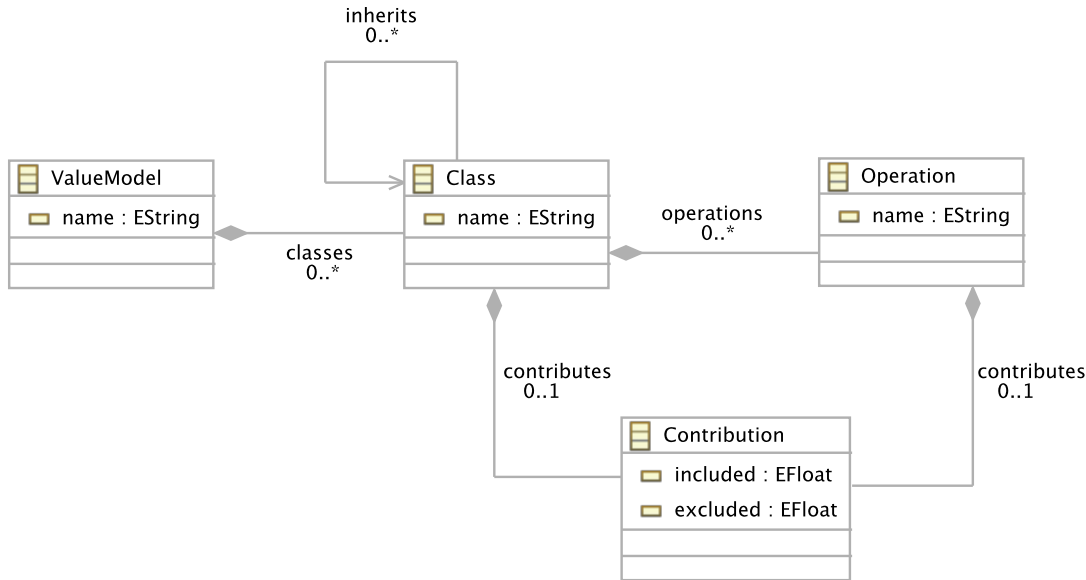 inherits
0..*
ValueModel
name : EString
classes
0..*
Class
name : EString
operations
0..*
Operation
name : EString
contributes
0..1
contributes
0..1
Contribution
included : EFloat
excluded : EFloat